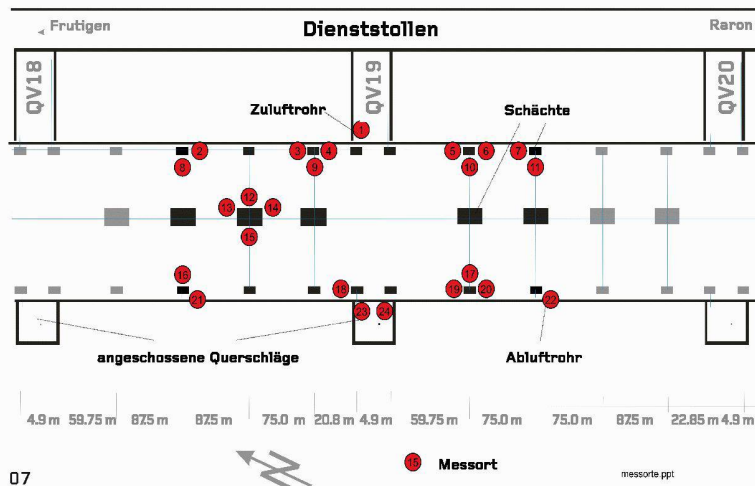 Frutigen
Dienststollen
Raron
QV18
QV19
QV20
Zuluftrohr
Schächte
1
2
3
4
5
6
7
8
9
10
11
12
13
14
15
16
17
18
19
20
21
22
23
24
angeschossene Querschläge
Abluftrohr
4.9 m 59.75 m 87.5 m 87.5 m 75.0 m 20.8 m 4.9 m 59.75 m 75.0 m 75.0 m 87.5 m 22.85 m 4.9 m
N
15 Messort
messorte.ppt
07